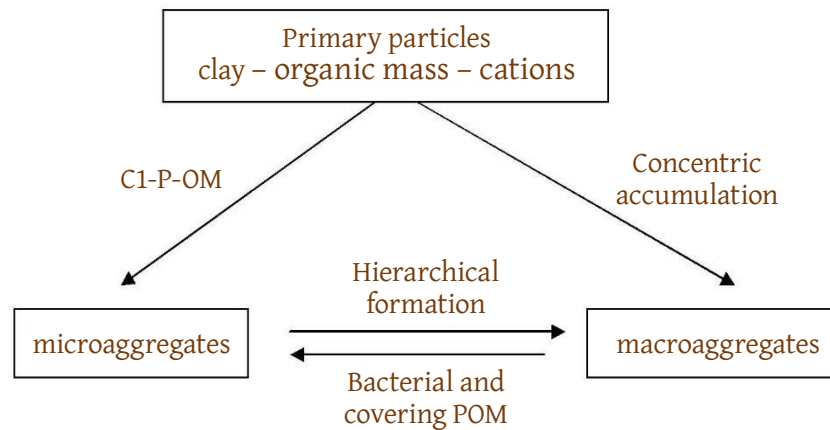 Primary particles
clay – organic mass – cations
C1-P-OM
Concentric
accumulation
Hierarchical
formation
microaggregates
macroaggregates
Bacterial and
covering POM